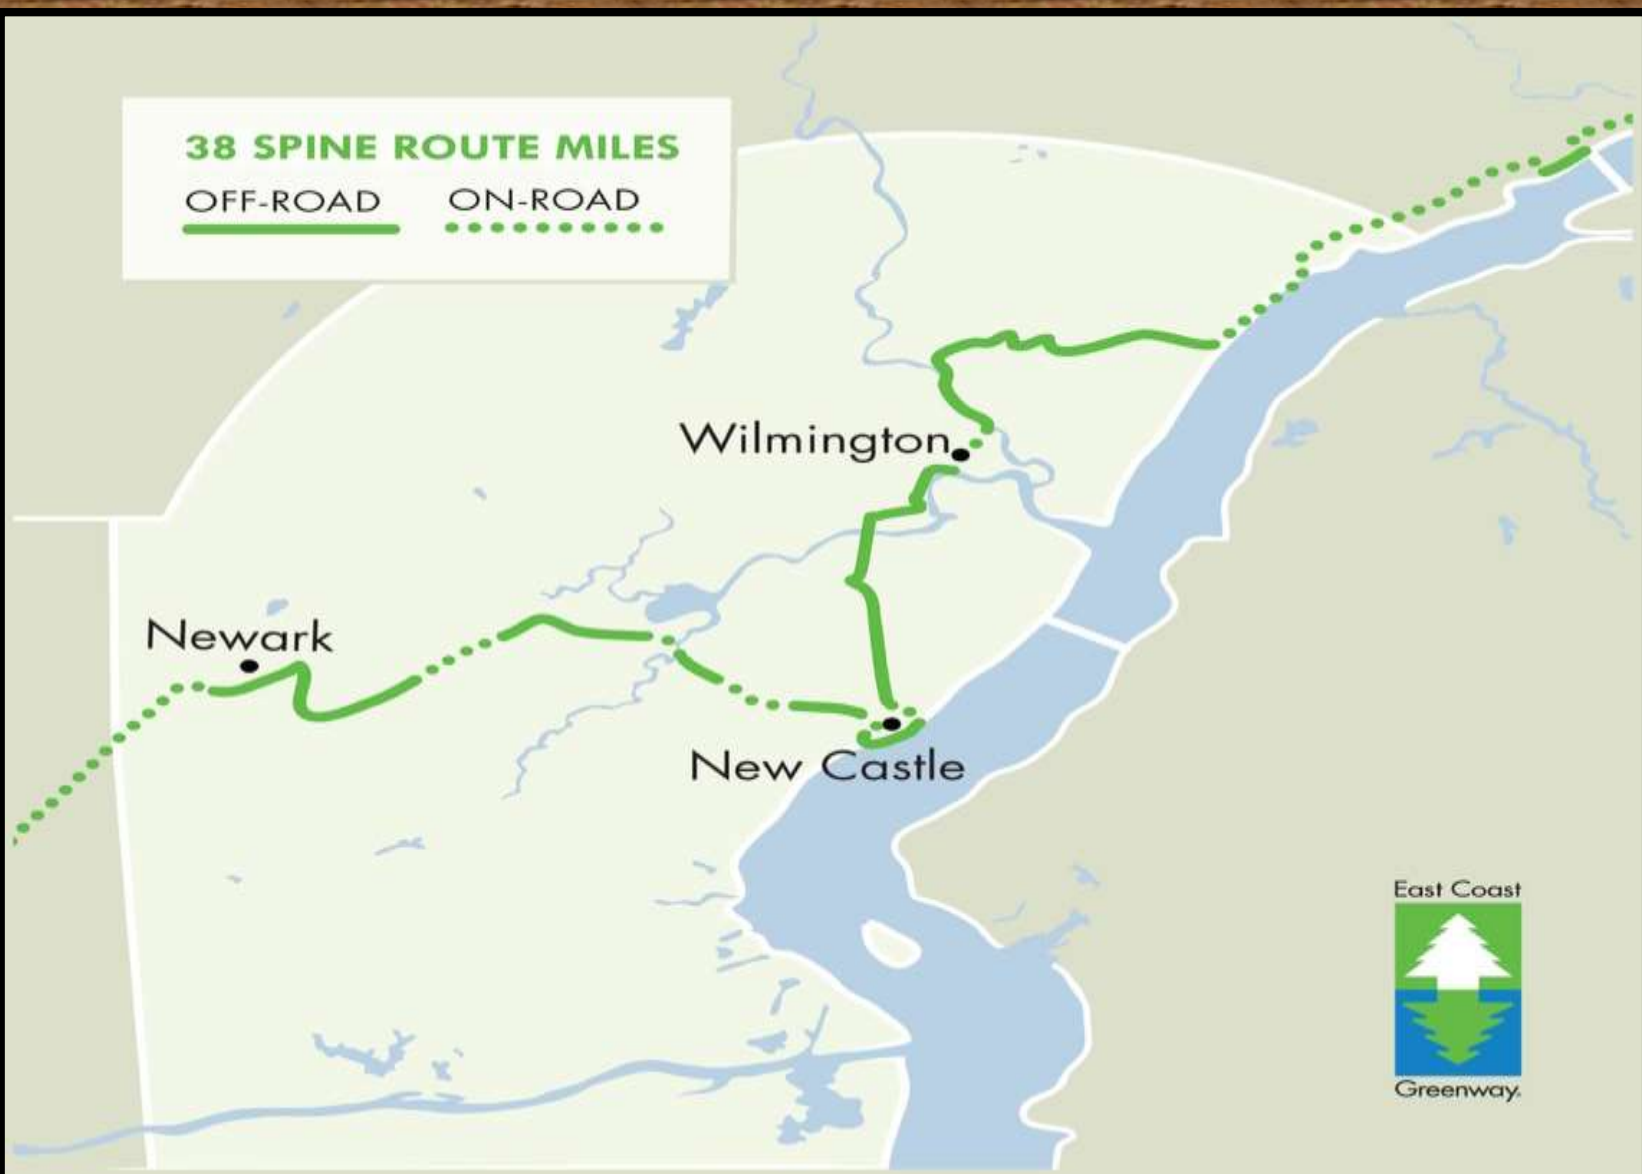 38 SPINE ROUTE MILES
OFF-ROAD ON-ROAD
Wilmington
Newark
New Castle
East Coast
Greenway.